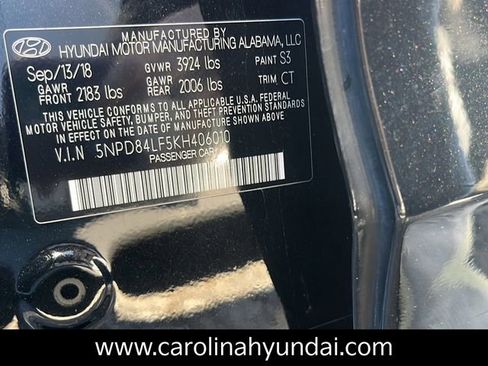 MANUFACTURED BY
HYUNDAI MOTOR MANUFACTURING ALABAMA, LLC
Sep/13/18 GVWR 3924 lbs PAINT S3
GAWR FRONT 2183 lbs GAWR REAR 2006 lbs TRIM CT
THIS VEHICLE CONFORMS TO ALL APPLICABLE U.S.A. FEDERAL
MOTOR VEHICLE SAFETY, BUMPER, AND THEFT PREVENTION STANDARDS
IN EFFECT ON THE DATE OF MANUFACTURE SHOWN ABOVE.
V.I.N 5NPD84LF5KH406010
PASSENGER CAR
www.carolinahyundai.com